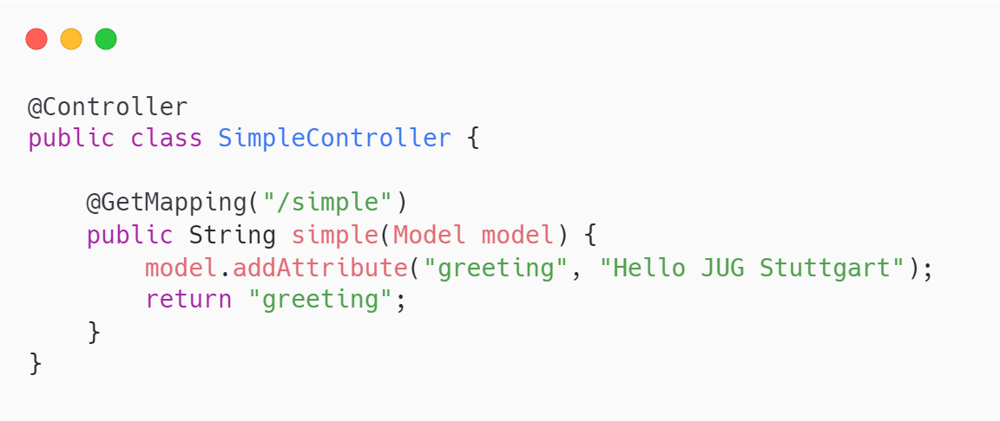 @Controller
public class SimpleController {
@GetMapping("/simple")
public String simple(Model model) {
model.addAttribute("greeting", "Hello JUG Stuttgart");
return "greeting";
}
}